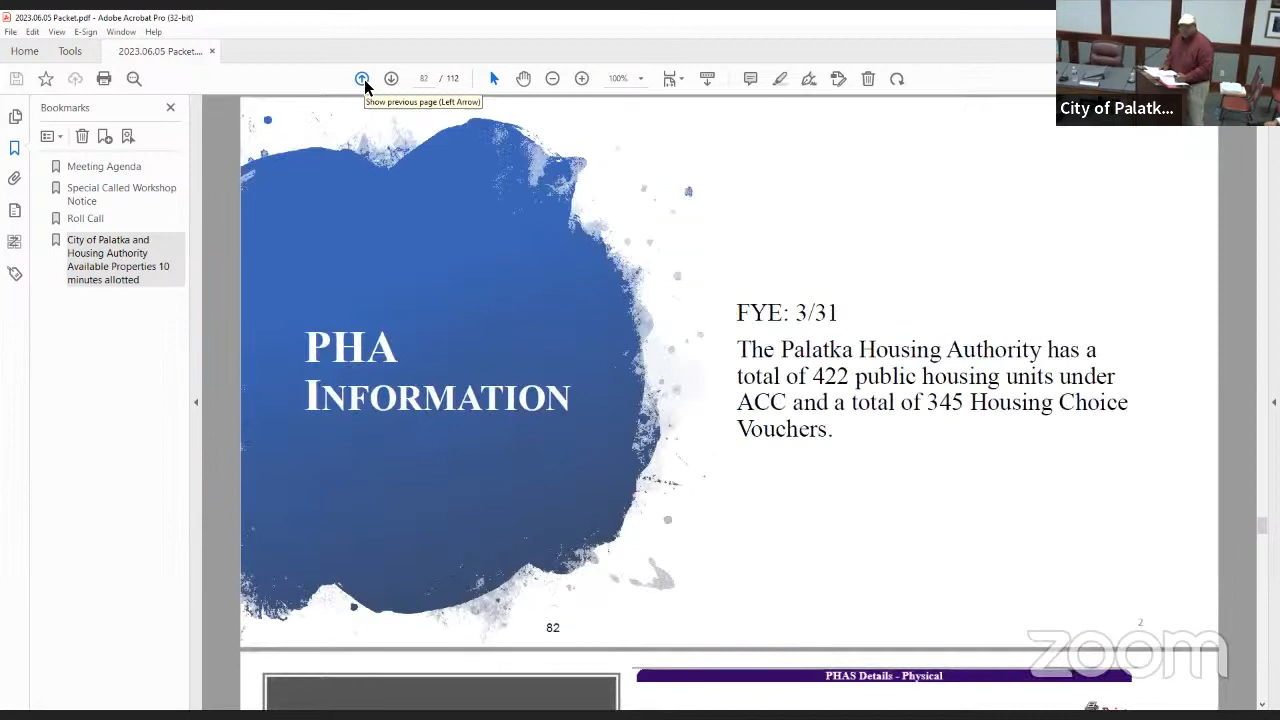 2023.06.05 Packet.pdf - Adobe Acrobat Pro (32-bit)
File Edit View E-Sign Window Help
Home Tools 2023.06.05 Packet.... ×
82 / 112 100%
Show previous page (Left Arrow)
City of Palatk...
Bookmarks
Meeting Agenda
Special Called Workshop
Notice
Roll Call
City of Palatka and
Housing Authority
Available Properties 10
minutes allotted
PHA
INFORMATION
FYE: 3/31
The Palatka Housing Authority has a
total of 422 public housing units under
ACC and a total of 345 Housing Choice
Vouchers.
82
2
zoom
PHAS Details - Physical